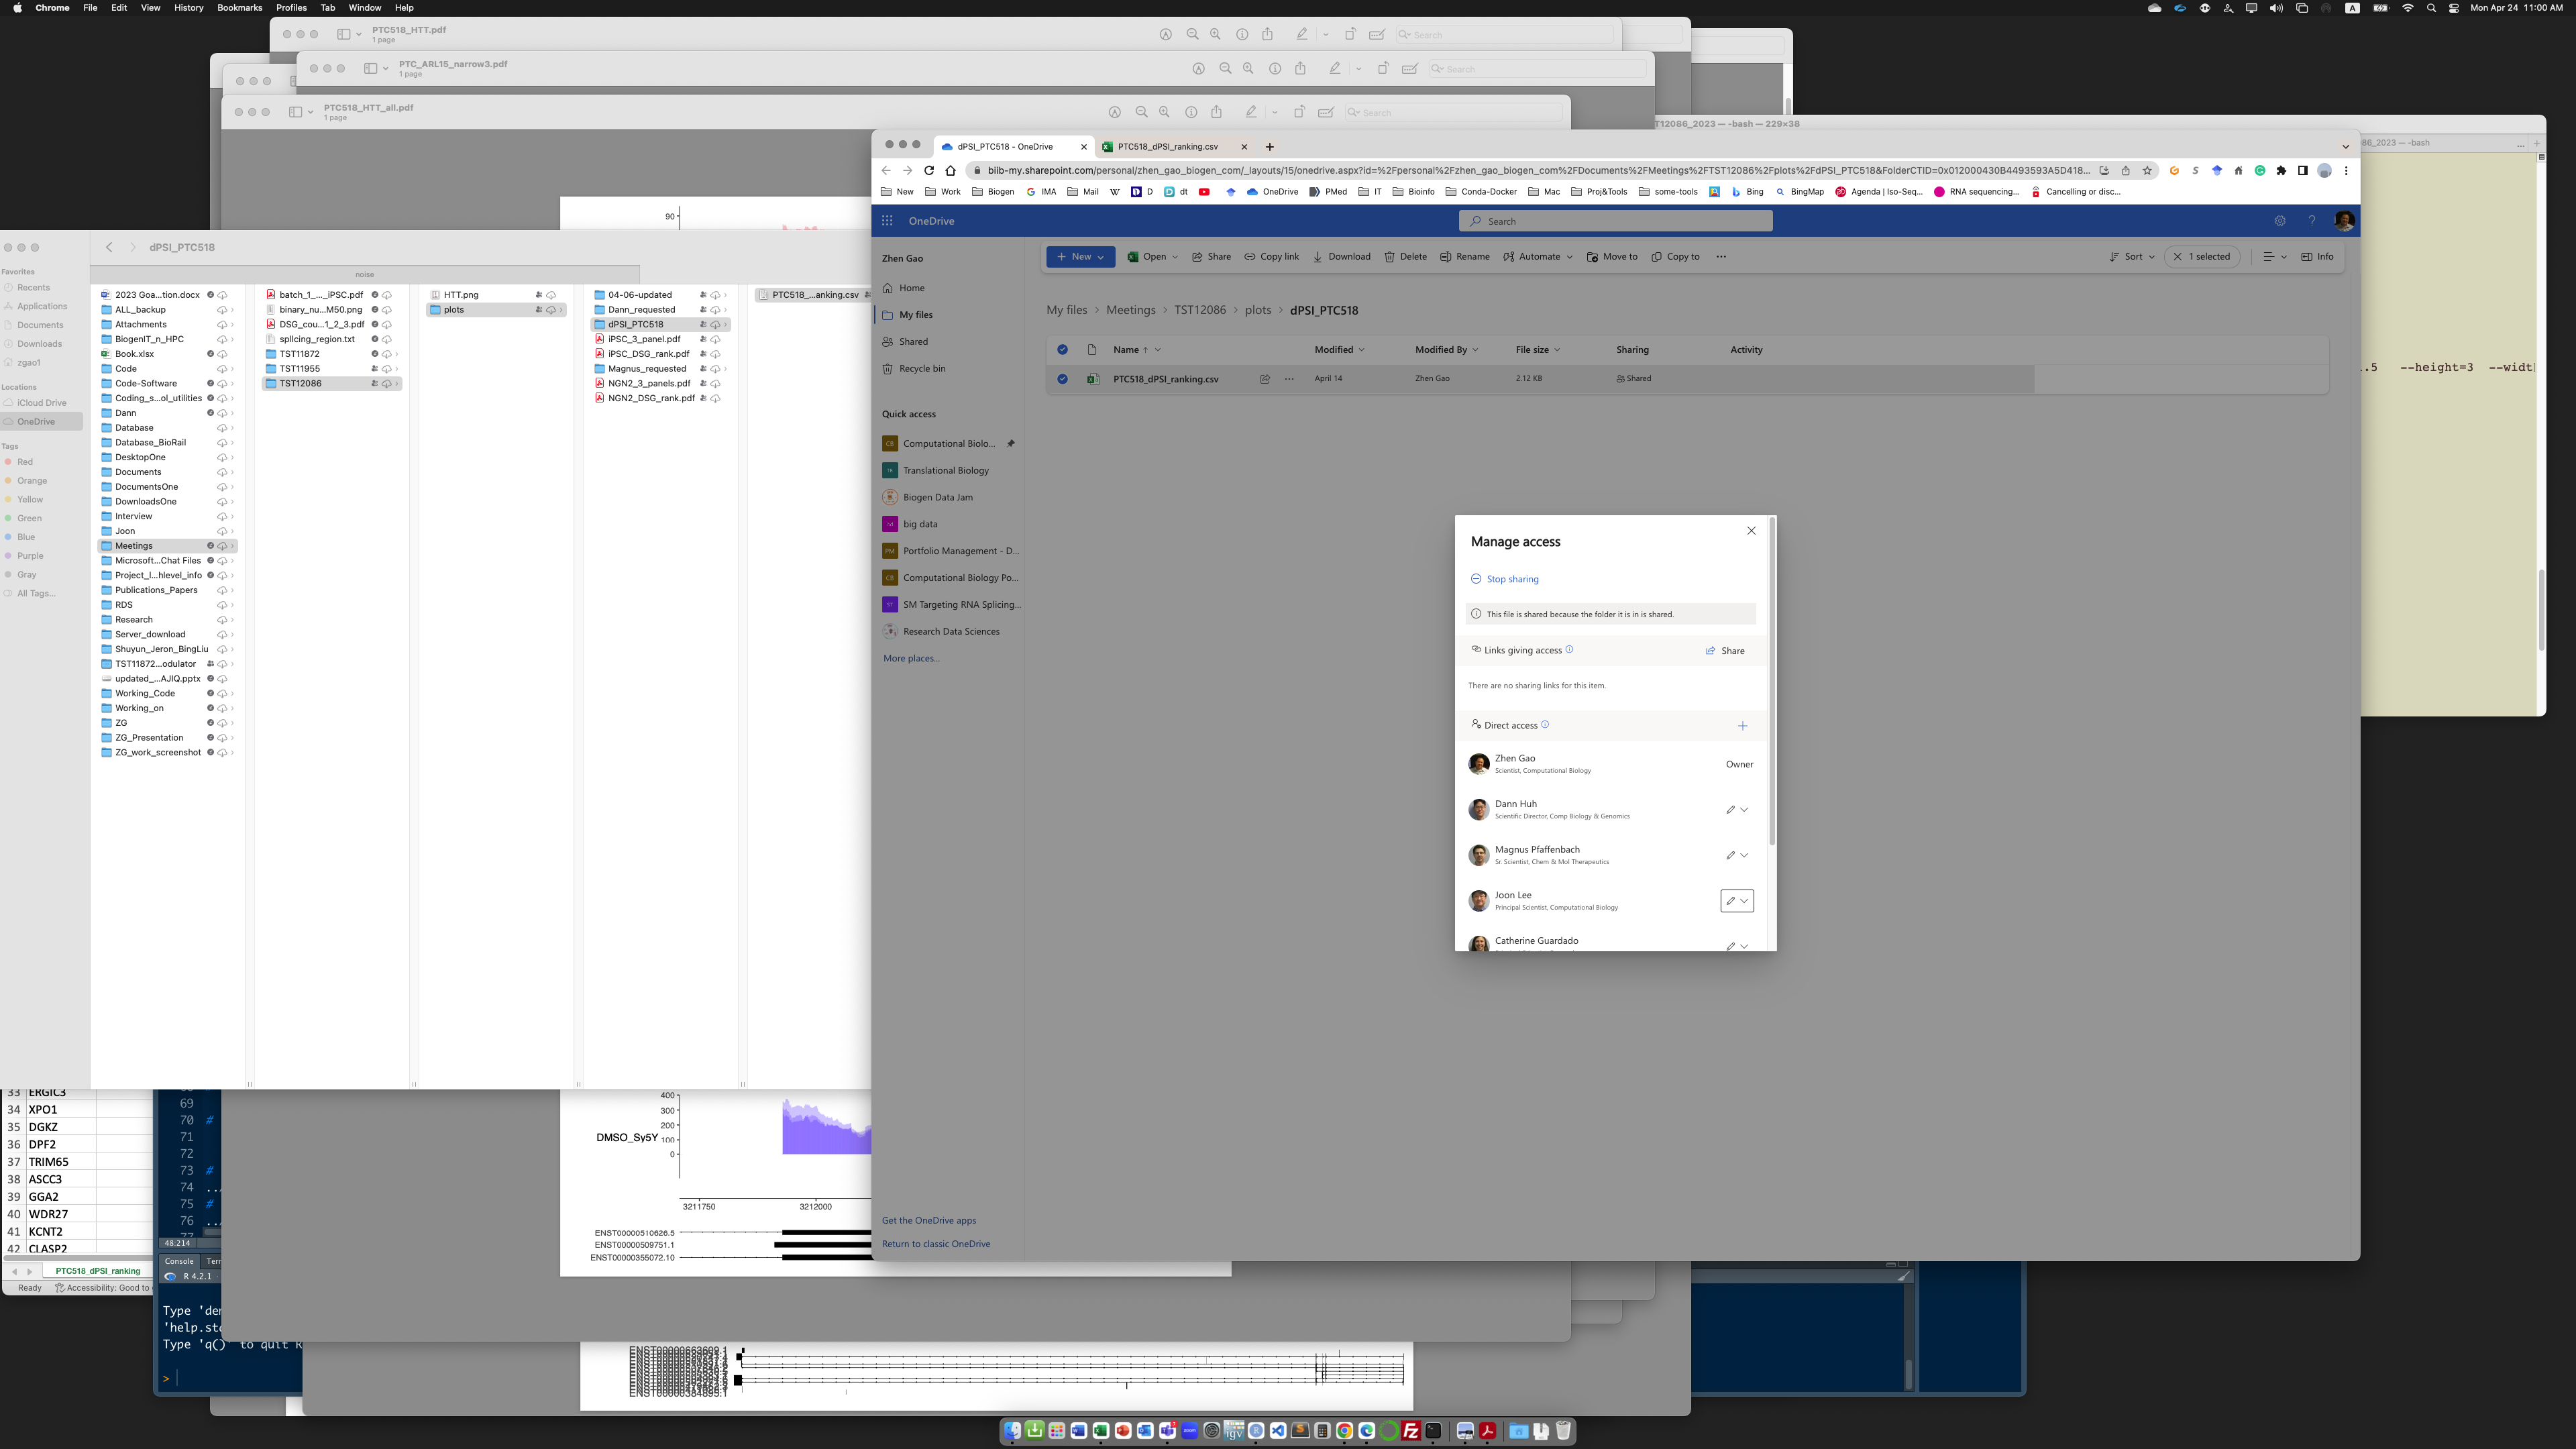 Chrome File Edit View History Bookmarks Profiles Tab Window Help
Mon Apr 24 11:00 AM
PTC518_HTT.pdf
1 page
Search
PTC_ARL15_narrow3.pdf
1 page
Search
PTC518_HTT_all.pdf
1 page
Search
T12086_2023 — -bash — 229×38
86_2023 — -bash
.5 --height=3 --widt
dPSI_PTC518 - OneDrive
PTC518_dPSI_ranking.csv
biib-my.sharepoint.com/personal/zhen_gao_biogen_com/_layouts/15/onedrive.aspx?id=%2Fpersonal%2Fzhen_gao_biogen_com%2FDocuments%2FMeetings%2FTST12086%2Fplots%2FdPSI_PTC518&FolderCTID=0x012000430B4493593A5D418...
New Work Biogen IMA Mail D dt OneDrive PMed IT Bioinfo Conda-Docker Mac Proj&Tools some-tools Bing BingMap Agenda | Iso-Seq... RNA sequencing... Cancelling or disc...
OneDrive
Search
Zhen Gao
Home
My files
Shared
Recycle bin
Quick access
Computational Biolo...
Translational Biology
Biogen Data Jam
big data
Portfolio Management - D...
Computational Biology Po...
SM Targeting RNA Splicing...
Research Data Sciences
More places...
Get the OneDrive apps
Return to classic OneDrive
+ New Open Share Copy link Download Delete Rename Automate Move to Copy to ...
Sort 1 selected Info
My files > Meetings > TST12086 > plots > dPSI_PTC518
Name Modified Modified By File size Sharing Activity
PTC518_dPSI_ranking.csv April 14 Zhen Gao 2.12 KB Shared
Manage access
Stop sharing
This file is shared because the folder it is in is shared.
Links giving access
Share
There are no sharing links for this item.
Direct access
Zhen Gao
Scientist, Computational Biology
Owner
Dann Huh
Scientific Director, Comp Biology & Genomics
Magnus Pfaffenbach
Sr. Scientist, Chem & Mol Therapeutics
Joon Lee
Principal Scientist, Computational Biology
Catherine Guardado
dPSI_PTC518
noise
Favorites
Recents
Applications
Documents
Downloads
zgao1
Locations
iCloud Drive
OneDrive
Tags
Red
Orange
Yellow
Green
Blue
Purple
Gray
All Tags...
2023 Goa...tion.docx
ALL_backup
Attachments
BiogenIT_n_HPC
Book.xlsx
Code
Code-Software
Coding_s...ol_utilities
Dann
Database
Database_BioRail
DesktopOne
Documents
DocumentsOne
DownloadsOne
Interview
Joon
Meetings
Microsoft...Chat Files
Project_I...hlevel_info
Publications_Papers
RDS
Research
Server_download
Shuyun_Jeron_BingLiu
TST11872...odulator
updated_...AJIQ.pptx
Working_Code
Working_on
ZG
ZG_Presentation
ZG_work_screenshot
batch_1_..._iPSC.pdf
binary_nu...M50.png
DSG_cou...1_2_3.pdf
spllcing_region.txt
TST11872
TST11955
TST12086
HTT.png
plots
04-06-updated
Dann_requested
dPSI_PTC518
iPSC_3_panel.pdf
iPSC_DSG_rank.pdf
Magnus_requested
NGN2_3_panels.pdf
NGN2_DSG_rank.pdf
PTC518_...anking.csv
90
33 ERGIC3
34 XPO1
35 DGKZ
36 DPF2
37 TRIM65
38 ASCC3
39 GGA2
40 WDR27
41 KCNT2
42 CLASP2
PTC518_dPSI_ranking
Ready Accessibility: Good to
69
70 #
71
72
73 #
74 ..
75 #
76 ..
77
48:214
Console Terr
R 4.2.1
Type 'der
'help.sta
Type 'q()' to quit R
>
400
300
200
100
0
DMSO_Sy5Y
3211750 3212000
ENST00000510626.5
ENST00000509751.1
ENST00000355072.10